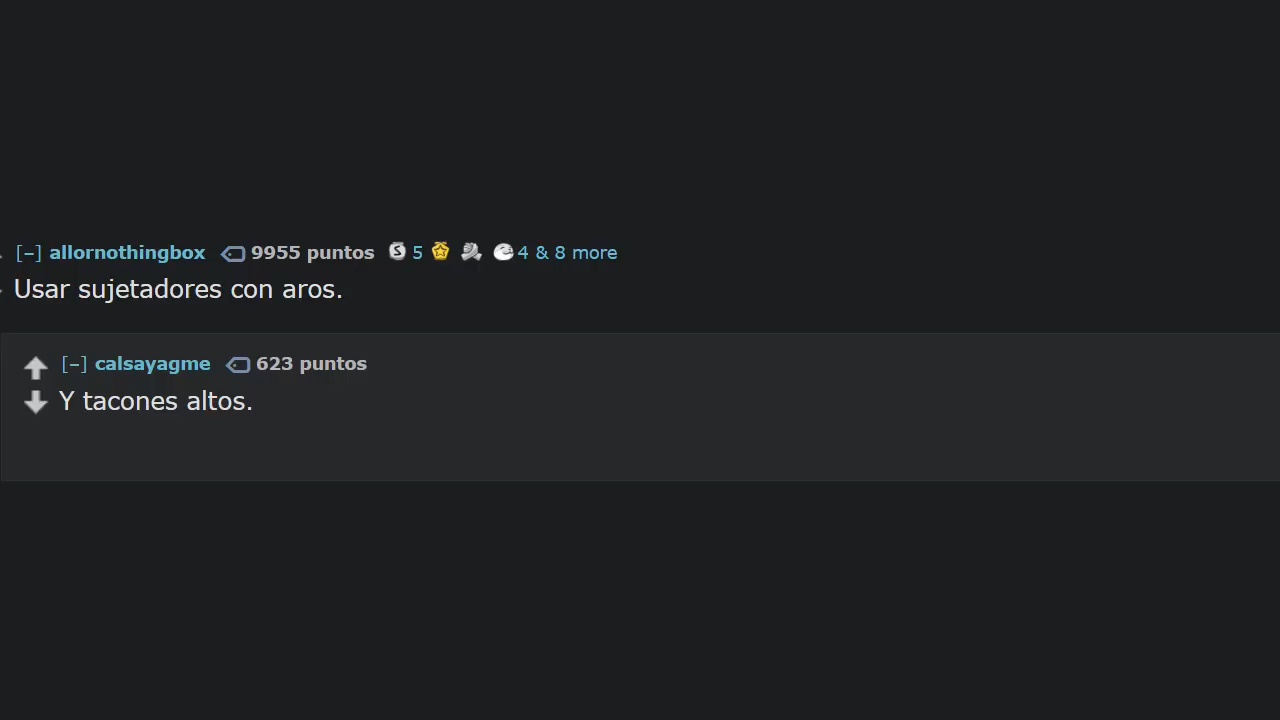 [–] allornothingbox 9955 puntos S 5 4 & 8 more
Usar sujetadores con aros.
[–] calsayagme 623 puntos
Y tacones altos.